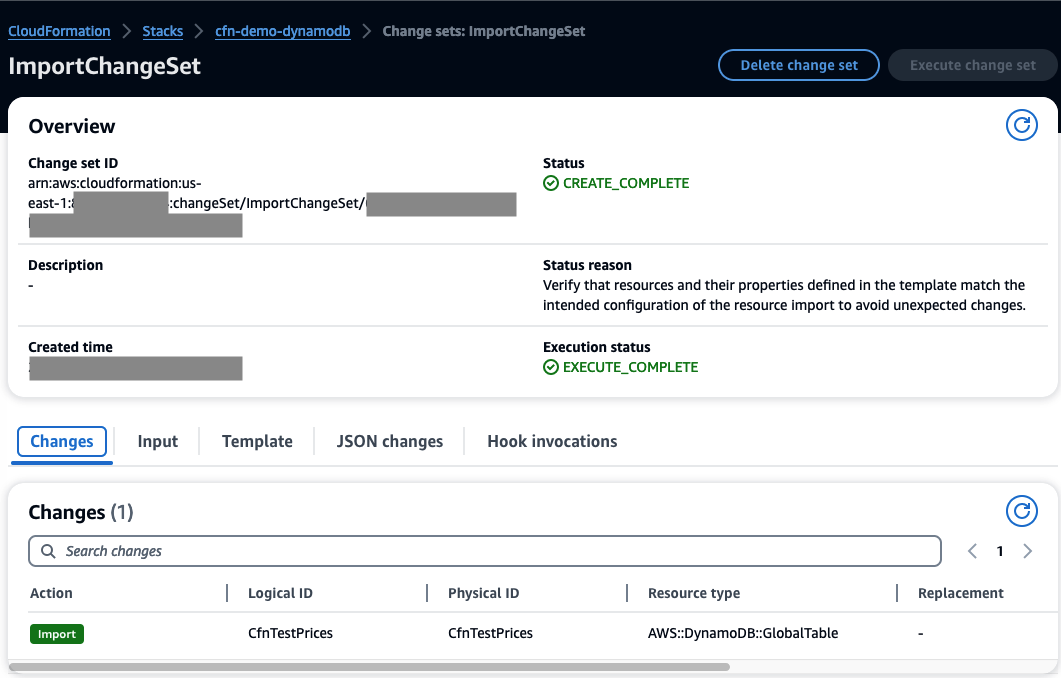 CloudFormation > Stacks > cfn-demo-dynamodb > Change sets: ImportChangeSet
ImportChangeSet
Delete change set
Execute change set
Overview
Change set ID
arn:aws:cloudformation:us-
east-1: :changeSet/ImportChangeSet/
Status
CREATE_COMPLETE
Description
-
Status reason
Verify that resources and their properties defined in the template match the
intended configuration of the resource import to avoid unexpected changes.
Created time
Execution status
EXECUTE_COMPLETE
Changes
Input
Template
JSON changes
Hook invocations
Changes (1)
Search changes
1
Action Logical ID Physical ID Resource type Replacement
Import CfnTestPrices CfnTestPrices AWS::DynamoDB::GlobalTable -